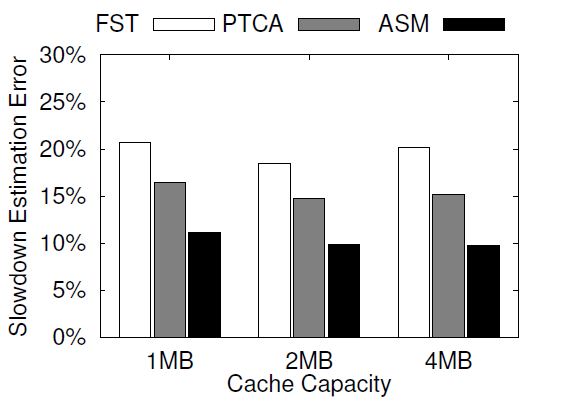 FST PTCA ASM
30%
25%
20%
15%
10%
5%
0%
Slowdown Estimation Error
1MB 2MB 4MB
Cache Capacity